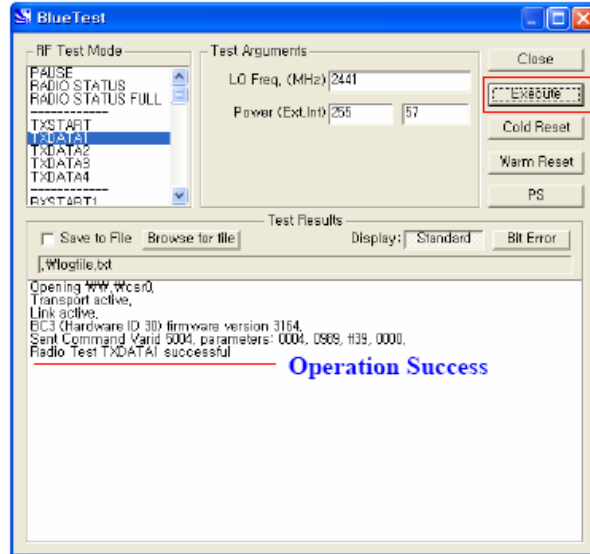 BlueTest
RF Test Mode
PAUSE
RADIO STATUS
RADIO STATUS FULL
------------
TXSTART
TXDATA1
TXDATA2
TXDATA3
TXDATA4
------------
RXSTART1
Test Arguments
LO Freq, (MHz) 2441
Power (Ext,Int) 255 57
Close
Execute
Cold Reset
Warm Reset
PS
Test Results
Save to File Browse for file Display: Standard Bit Error
.₩logfile,txt
Opening ₩₩.₩csr0,
Transport active,
Link active,
BC3 (Hardware ID 30) firmware version 3164,
Sent Command Varid 5004, parameters: 0004, 0989, ff39, 0000,
Radio Test TXDATA1 successful
Operation Success